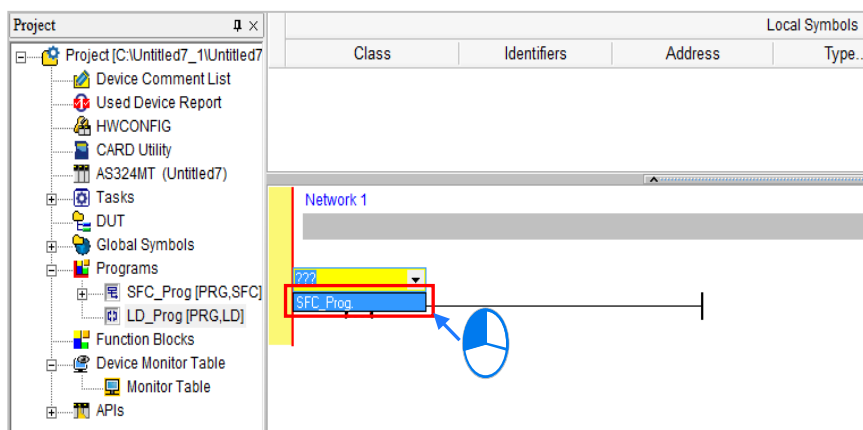 Project
Project [C:\Untitled7_1\Untitled7
Device Comment List
Used Device Report
HWCONFIG
CARD Utility
AS324MT (Untitled7)
Tasks
DUT
Global Symbols
Programs
SFC_Prog [PRG,SFC]
LD_Prog [PRG,LD]
Function Blocks
Device Monitor Table
Monitor Table
APIs
Local Symbols
Class Identifiers Address Type...
Network 1
???
SFC_Prog.